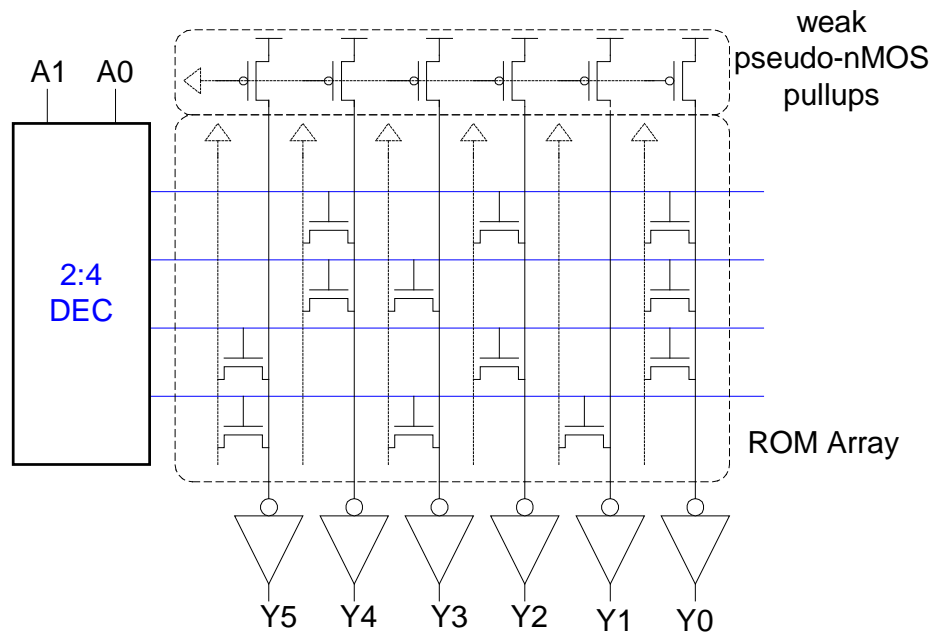 weak
pseudo-nMOS
pullups
A1 A0
2:4
DEC
ROM Array
Y5 Y4 Y3 Y2 Y1 Y0